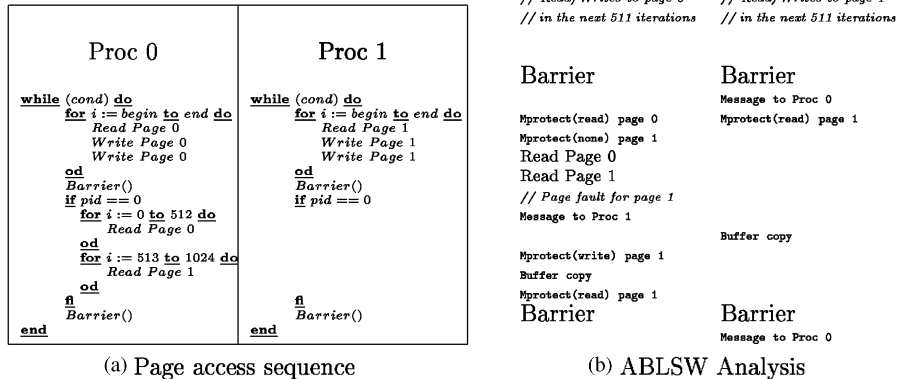 Proc 0
while (cond) do
for i := begin to end do
Read Page 0
Write Page 0
Write Page 0
od
Barrier()
if pid == 0
for i := 0 to 512 do
Read Page 0
od
for i := 513 to 1024 do
Read Page 1
od
fi
Barrier()
end
Proc 1
while (cond) do
for i := begin to end do
Read Page 1
Write Page 1
Write Page 1
od
Barrier()
if pid == 0
fi
Barrier()
end
(a) Page access sequence
// in the next 511 iterations // in the next 511 iterations
Barrier Barrier
Message to Proc 0
Mprotect(read) page 0 Mprotect(read) page 1
Mprotect(none) page 1
Read Page 0
Read Page 1
// Page fault for page 1
Message to Proc 1
Buffer copy
Mprotect(write) page 1
Buffer copy
Mprotect(read) page 1
Barrier Barrier
Message to Proc 0
(b) ABLSW Analysis